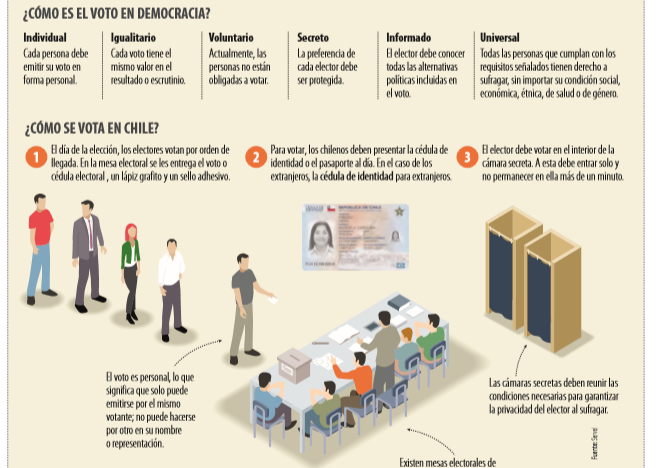 ¿CÓMO ES EL VOTO EN DEMOCRACIA?
Individual
Cada persona debe
emitir su voto en
forma personal.
Igualitario
Cada voto tiene el
mismo valor en el
resultado o escrutinio.
Voluntario
Actualmente, las
personas no están
obligadas a votar.
Secreto
La preferencia de
cada elector debe
ser protegida.
Informado
El elector debe conocer
todas las alternativas
políticas incluidas en
el voto.
Universal
Todas las personas que cumplan con los
requisitos señalados tienen derecho a
sufragar, sin importar su condición social,
económica, étnica, de salud o de género.
¿CÓMO SE VOTA EN CHILE?
1
El día de la elección, los electores votan por orden de
llegada. En la mesa electoral se les entrega el voto o
cédula electoral , un lápiz grafito y un sello adhesivo.
2
Para votar, los chilenos deben presentar la cédula de
identidad o el pasaporte al día. En el caso de los
extranjeros, la cédula de identidad para extranjeros.
3
El elector debe votar en el interior de la
cámara secreta. A esta debe entrar solo y
no permanecer en ella más de un minuto.
El voto es personal, lo que
significa que solo puede
emitirse por el mismo
votante; no puede hacerse
por otro en su nombre
o representación.
Las cámaras secretas deben reunir las
condiciones necesarias para garantizar
la privacidad del elector al sufragar.
Fuente: Servel
Existen mesas electorales de